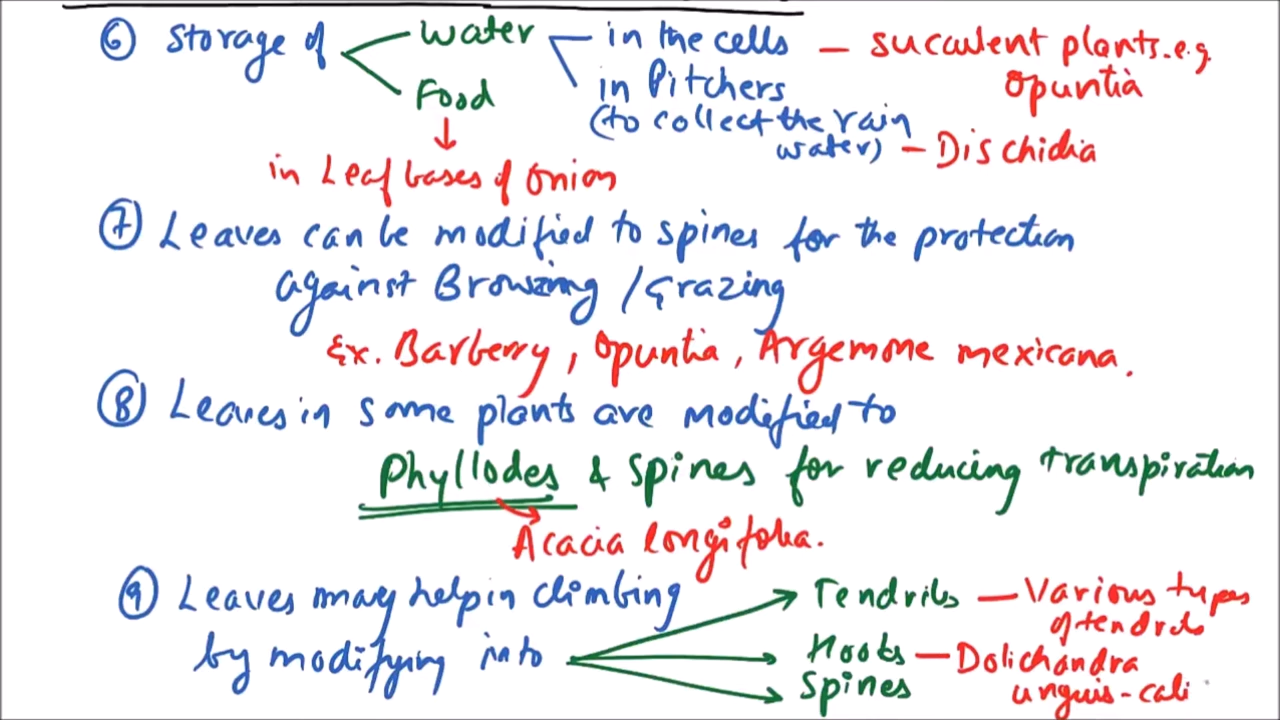 ⑥ Storage of water in the cells – succulent plants. e.g. Opuntia
in Pitchers
(to collect the rain water) – Dischidia
Food
in Leaf bases of Onion
⑦ Leaves can be modified to spines for the protection
against Browzing / Grazing
Ex. Barberry, Opuntia, Argemone mexicana.
⑧ Leaves in some plants are modified to
Phyllodes & Spines for reducing transpiration
Acacia longifolia.
⑨ Leaves may help in climbing
by modifying into
Tendrils – Various types
of tendrils
Hooks – Dolichandra
unguis-cati
Spines